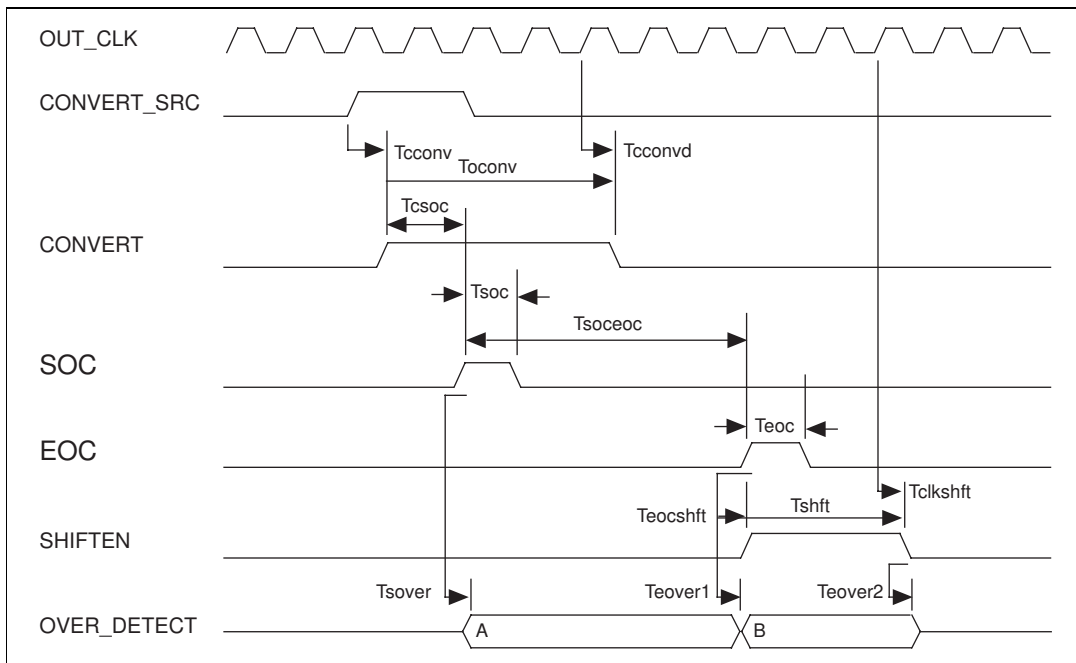 OUT_CLK
CONVERT_SRC
Tcconv
Tcconvd
Toconv
Tcsoc
CONVERT
Tsoc
Tsoceoc
SOC
Teoc
EOC
Tclkshft
Teocshft
Tshft
SHIFTEN
Tsover
Teover1
Teover2
OVER_DETECT
A
B